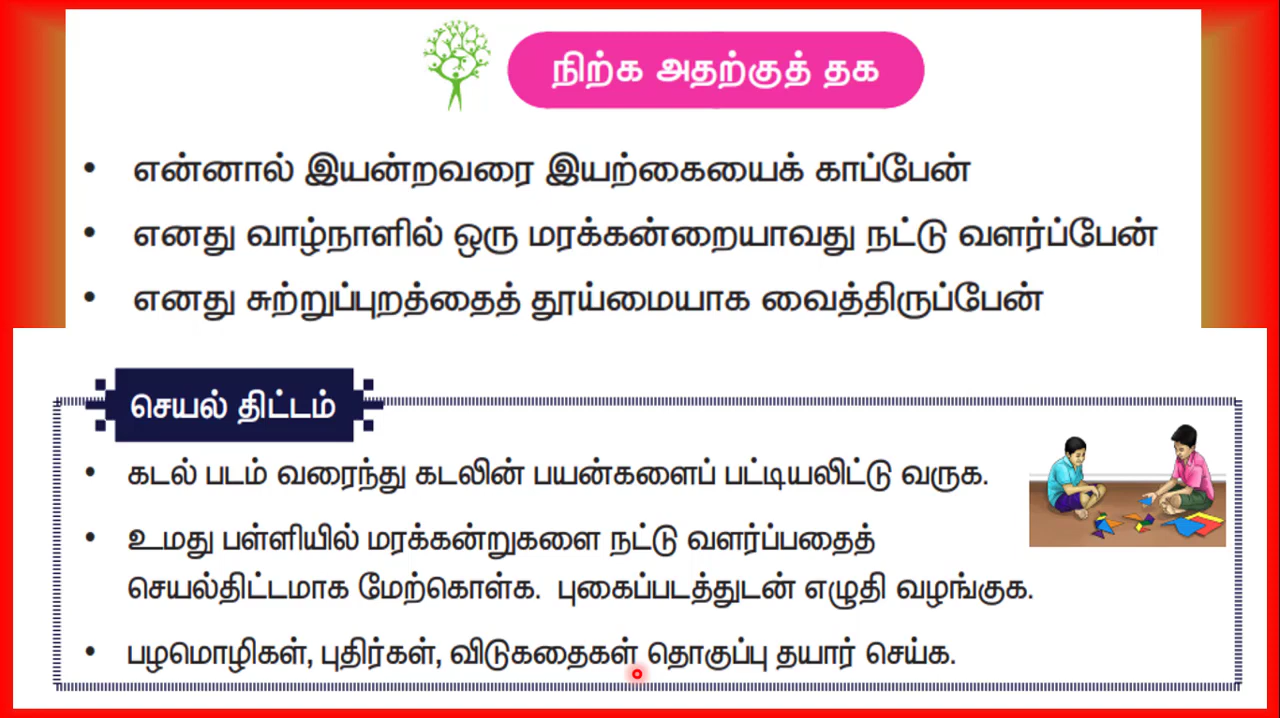 நிற்க அதற்குத் தக
• என்னால் இயன்றவரை இயற்கையைக் காப்பேன்
• எனது வாழ்நாளில் ஒரு மரக்கன்றையாவது நட்டு வளர்ப்பேன்
• எனது சுற்றுப்புறத்தைத் தூய்மையாக வைத்திருப்பேன்
செயல் திட்டம்
• கடல் படம் வரைந்து கடலின் பயன்களைப் பட்டியலிட்டு வருக.
• உமது பள்ளியில் மரக்கன்றுகளை நட்டு வளர்ப்பதைத்
செயல்திட்டமாக மேற்கொள்க. புகைப்படத்துடன் எழுதி வழங்குக.
• பழமொழிகள், புதிர்கள், விடுகதைகள் தொகுப்பு தயார் செய்க.